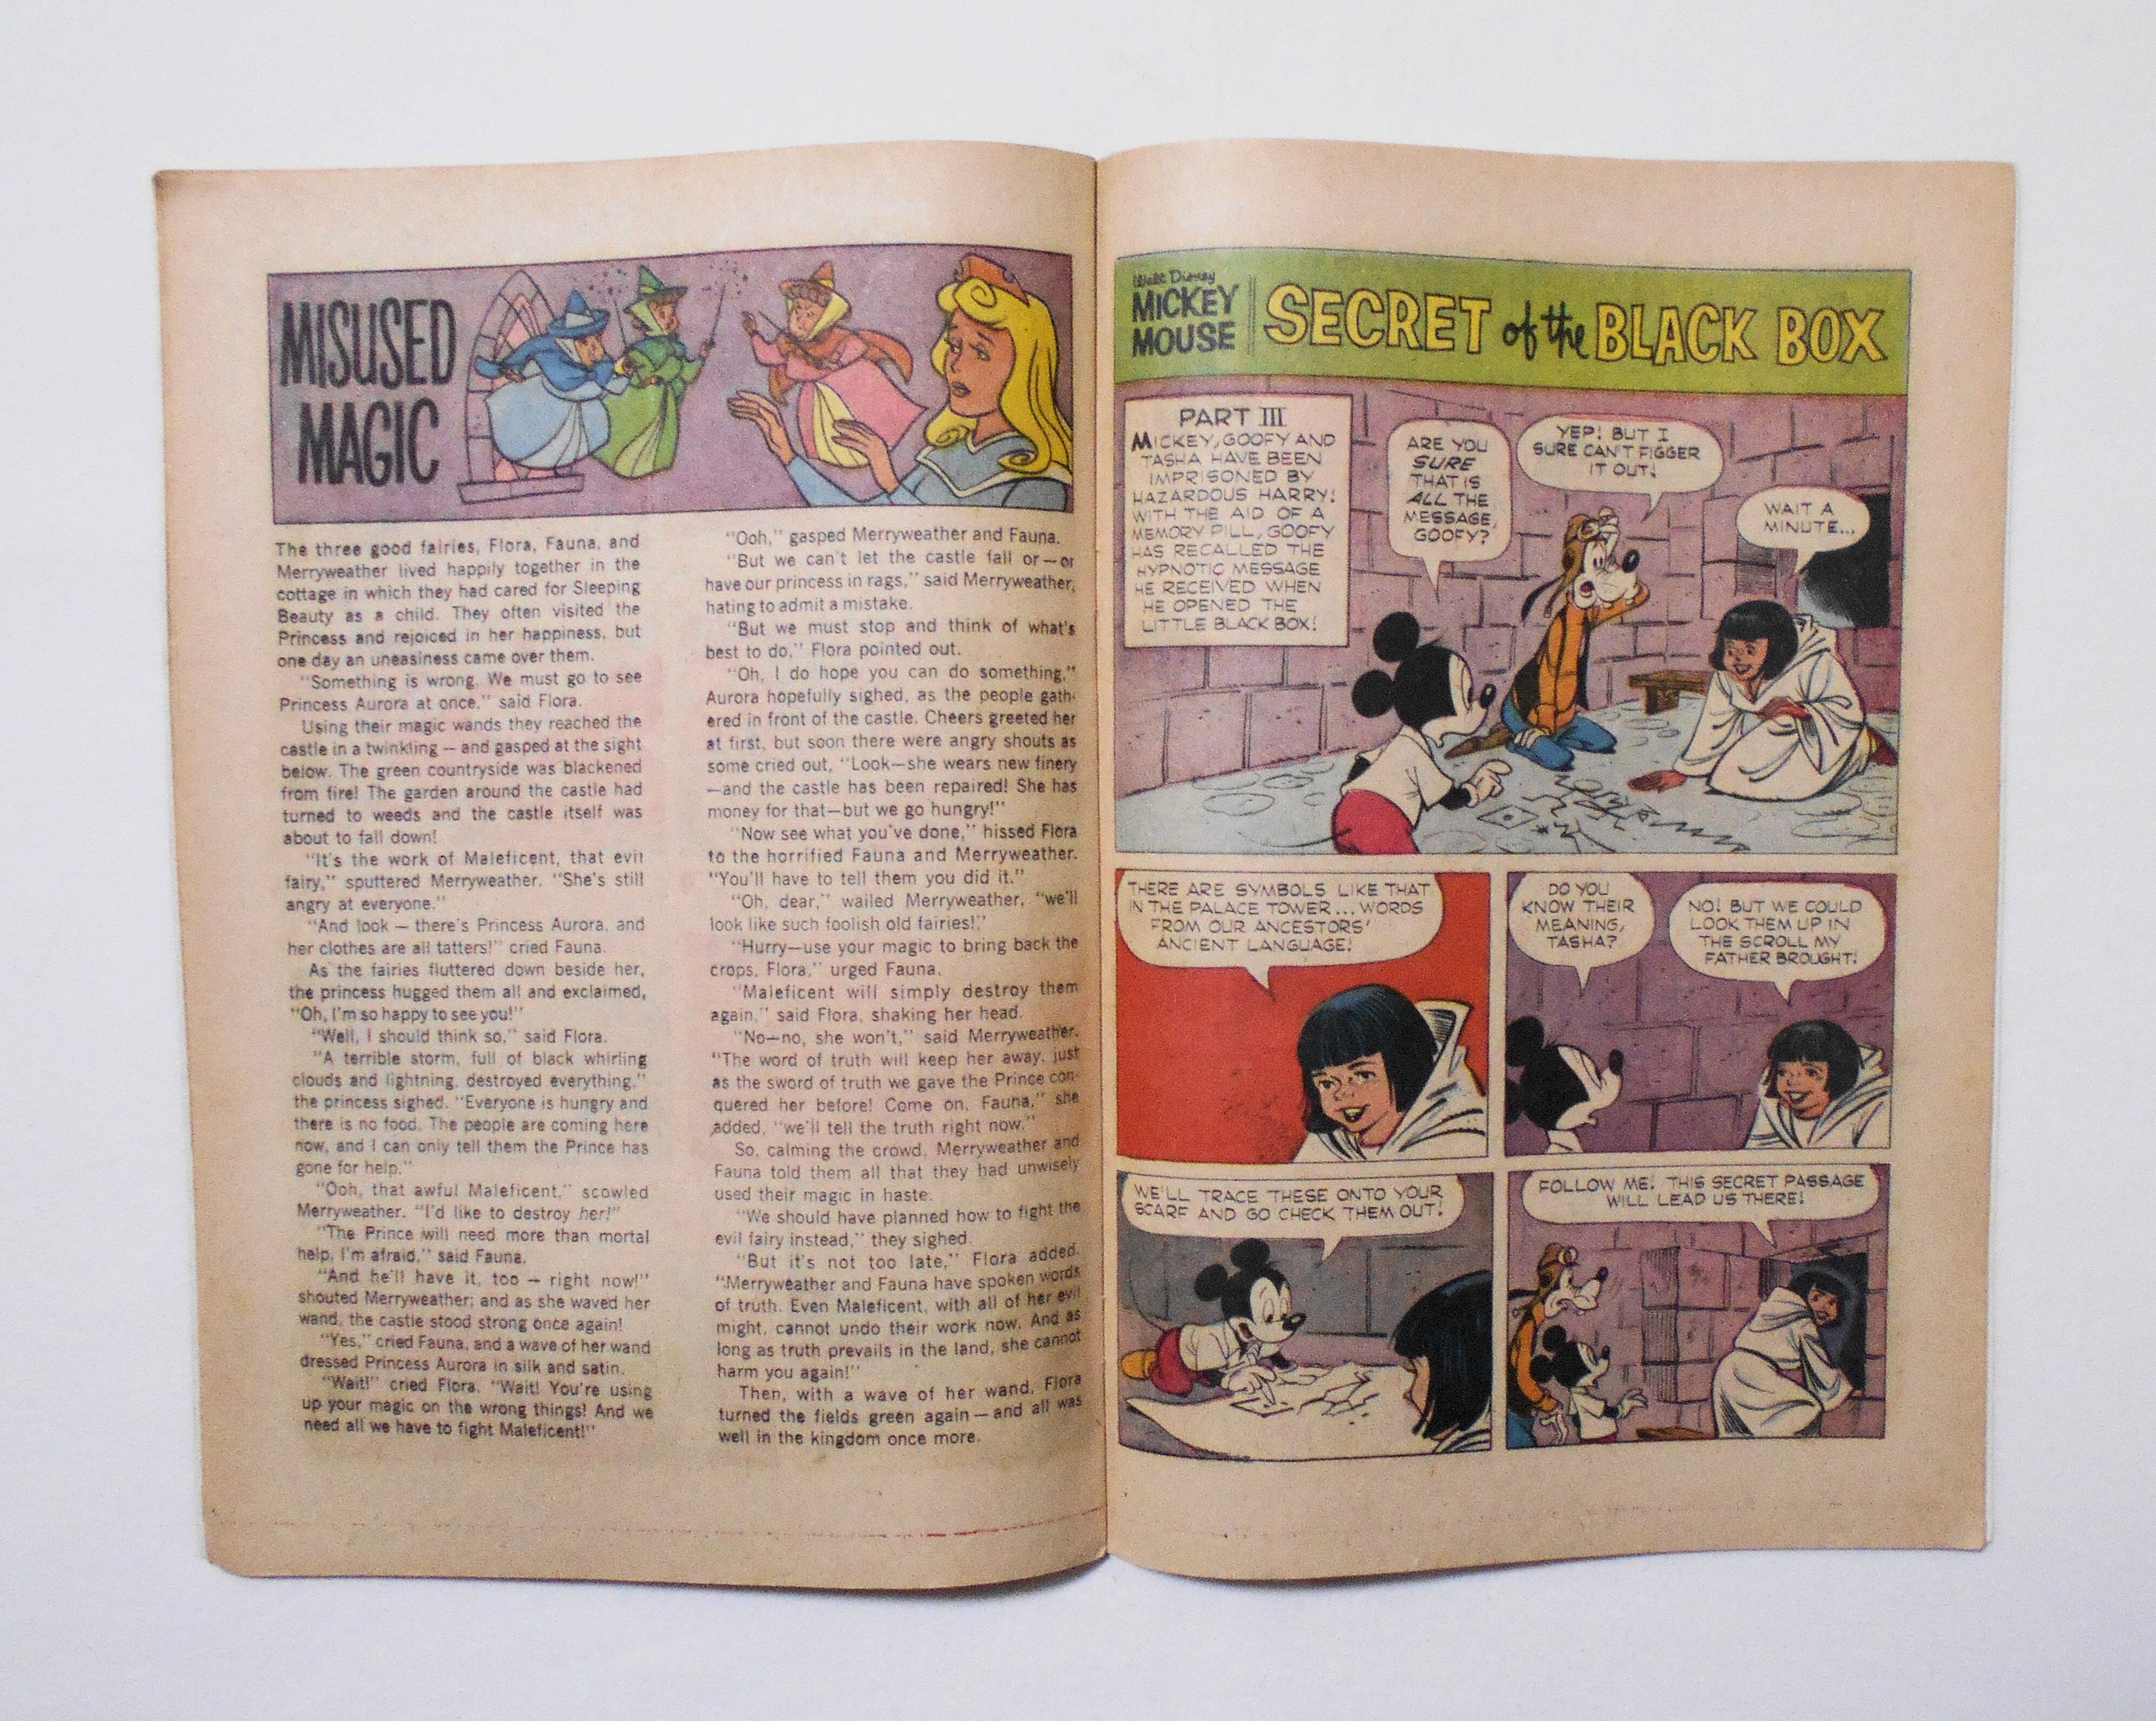 MISUSED
MAGIC
The three good fairies, Flora, Fauna, and
Merryweather lived happily together in the
cottage in which they had cared for Sleeping
Beauty as a child. They often visited the
Princess and rejoiced in her happiness, but
one day an uneasiness came over them.
"Something is wrong. We must go to see
Princess Aurora at once," said Flora.
Using their magic wands they reached the
castle in a twinkling — and gasped at the sight
below. The green countryside was blackened
from fire! The garden around the castle had
turned to weeds and the castle itself was
about to fall down!
"It's the work of Maleficent, that evil
fairy," sputtered Merryweather. "She's still
angry at everyone."
"And look — there's Princess Aurora, and
her clothes are all tatters!" cried Fauna.
As the fairies fluttered down beside her,
the princess hugged them all and exclaimed,
"Oh, I'm so happy to see you!"
"Well, I should think so," said Flora.
"A terrible storm, full of black whirling
clouds and lightning, destroyed everything,"
the princess sighed. "Everyone is hungry and
there is no food. The people are coming here
now, and I can only tell them the Prince has
gone for help."
"Ooh, that awful Maleficent," scowled
Merryweather. "I'd like to destroy her!"
"The Prince will need more than mortal
help, I'm afraid," said Fauna.
"And he'll have it, too — right now!"
shouted Merryweather; and as she waved her
wand, the castle stood strong once again!
"Yes," cried Fauna, and a wave of her wand
dressed Princess Aurora in silk and satin.
"Wait!" cried Flora. "Wait! You're using
up your magic on the wrong things! And we
need all we have to fight Maleficent!"
"Ooh," gasped Merryweather and Fauna.
"But we can't let the castle fall or—or
have our princess in rags," said Merryweather,
hating to admit a mistake.
"But we must stop and think of what's
best to do," Flora pointed out.
"Oh, I do hope you can do something,"
Aurora hopefully sighed, as the people gath-
ered in front of the castle. Cheers greeted her
at first, but soon there were angry shouts as
some cried out, "Look—she wears new finery
—and the castle has been repaired! She has
money for that—but we go hungry!"
"Now see what you've done," hissed Flora
to the horrified Fauna and Merryweather.
"You'll have to tell them you did it."
"Oh, dear," wailed Merryweather, "we'll
look like such foolish old fairies!"
"Hurry—use your magic to bring back the
crops, Flora," urged Fauna.
"Maleficent will simply destroy them
again," said Flora, shaking her head.
"No—no, she won't," said Merryweather.
"The word of truth will keep her away, just
as the sword of truth we gave the Prince con-
quered her before! Come on, Fauna," she
added, "we'll tell the truth right now."
So, calming the crowd, Merryweather and
Fauna told them all that they had unwisely
used their magic in haste.
"We should have planned how to fight the
evil fairy instead," they sighed.
"But it's not too late," Flora added.
"Merryweather and Fauna have spoken words
of truth. Even Maleficent, with all of her evil
might, cannot undo their work now. And as
long as truth prevails in the land, she cannot
harm you again!"
Then, with a wave of her wand, Flora
turned the fields green again — and all was
well in the kingdom once more.
Walt Disney
MICKEY
MOUSE
SECRET of the BLACK BOX
PART III
MICKEY, GOOFY AND
TASHA HAVE BEEN
IMPRISONED BY
HAZARDOUS HARRY!
WITH THE AID OF A
MEMORY PILL, GOOFY
HAS RECALLED THE
HYPNOTIC MESSAGE
HE RECEIVED WHEN
HE OPENED THE
LITTLE BLACK BOX!
ARE YOU
SURE
THAT IS
ALL THE
MESSAGE,
GOOFY?
YEP! BUT I
SURE CAN'T FIGGER
IT OUT!
WAIT A
MINUTE...
THERE ARE SYMBOLS LIKE THAT
IN THE PALACE TOWER... WORDS
FROM OUR ANCESTORS'
ANCIENT LANGUAGE!
DO YOU
KNOW THEIR
MEANING,
TASHA?
NO! BUT WE COULD
LOOK THEM UP IN
THE SCROLL MY
FATHER BROUGHT!
WE'LL TRACE THESE ONTO YOUR
SCARF AND GO CHECK THEM OUT!
FOLLOW ME! THIS SECRET PASSAGE
WILL LEAD US THERE!